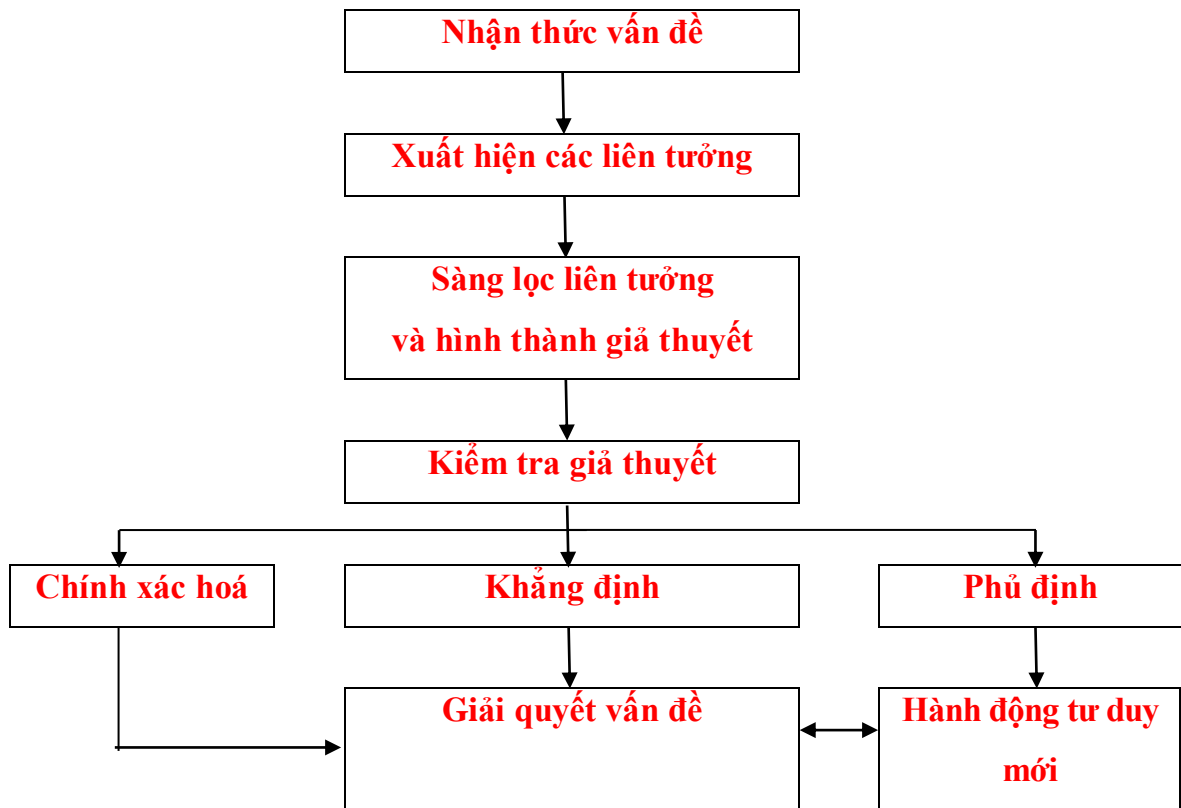 Nhận thức vấn đề
Xuất hiện các liên tưởng
Sàng lọc liên tưởng
và hình thành giả thuyết
Kiểm tra giả thuyết
Chính xác hoá
Khẳng định
Phủ định
Giải quyết vấn đề
Hành động tư duy
mới